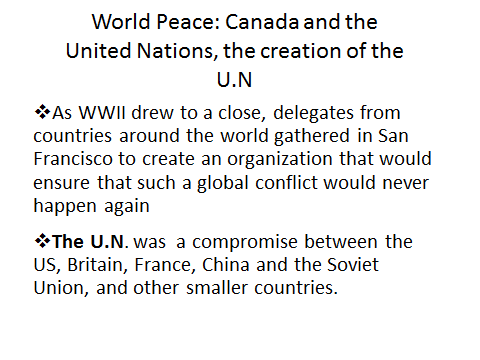 World Peace: Canada and the
United Nations, the creation of the
U.N
❖As WWII drew to a close, delegates from
countries around the world gathered in San
Francisco to create an organization that would
ensure that such a global conflict would never
happen again
❖The U.N. was  a compromise between the
US, Britain, France, China and the Soviet
Union, and other smaller countries.